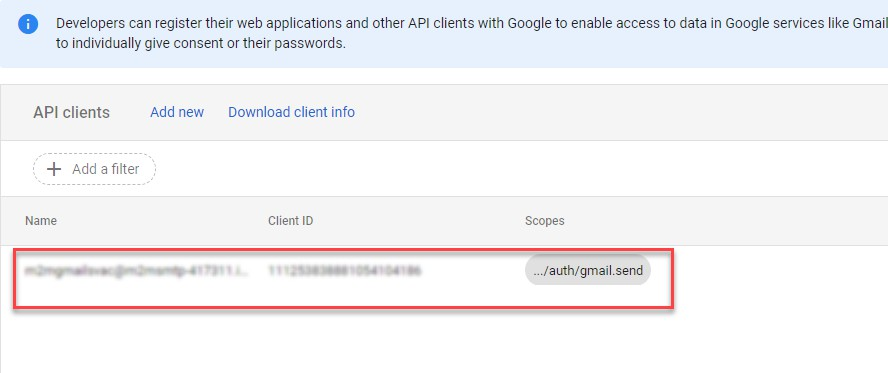 Developers can register their web applications and other API clients with Google to enable access to data in Google services like Gmail
to individually give consent or their passwords.
API clients Add new Download client info
Add a filter
Name Client ID Scopes
.../auth/gmail.send